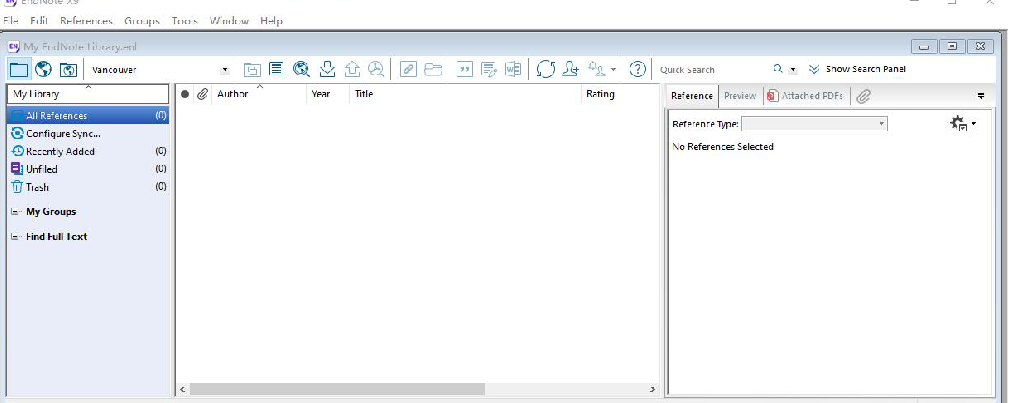 EndNote X9
File Edit References Groups Tools Window Help
My EndNote Library.enl
Vancouver Quick Search Show Search Panel
My Library Author Year Title Rating Reference Preview Attached PDFs
All References (0)
Configure Sync...
Recently Added (0)
Unfiled (0)
Trash (0)
My Groups
Find Full Text
Reference Type:
No References Selected